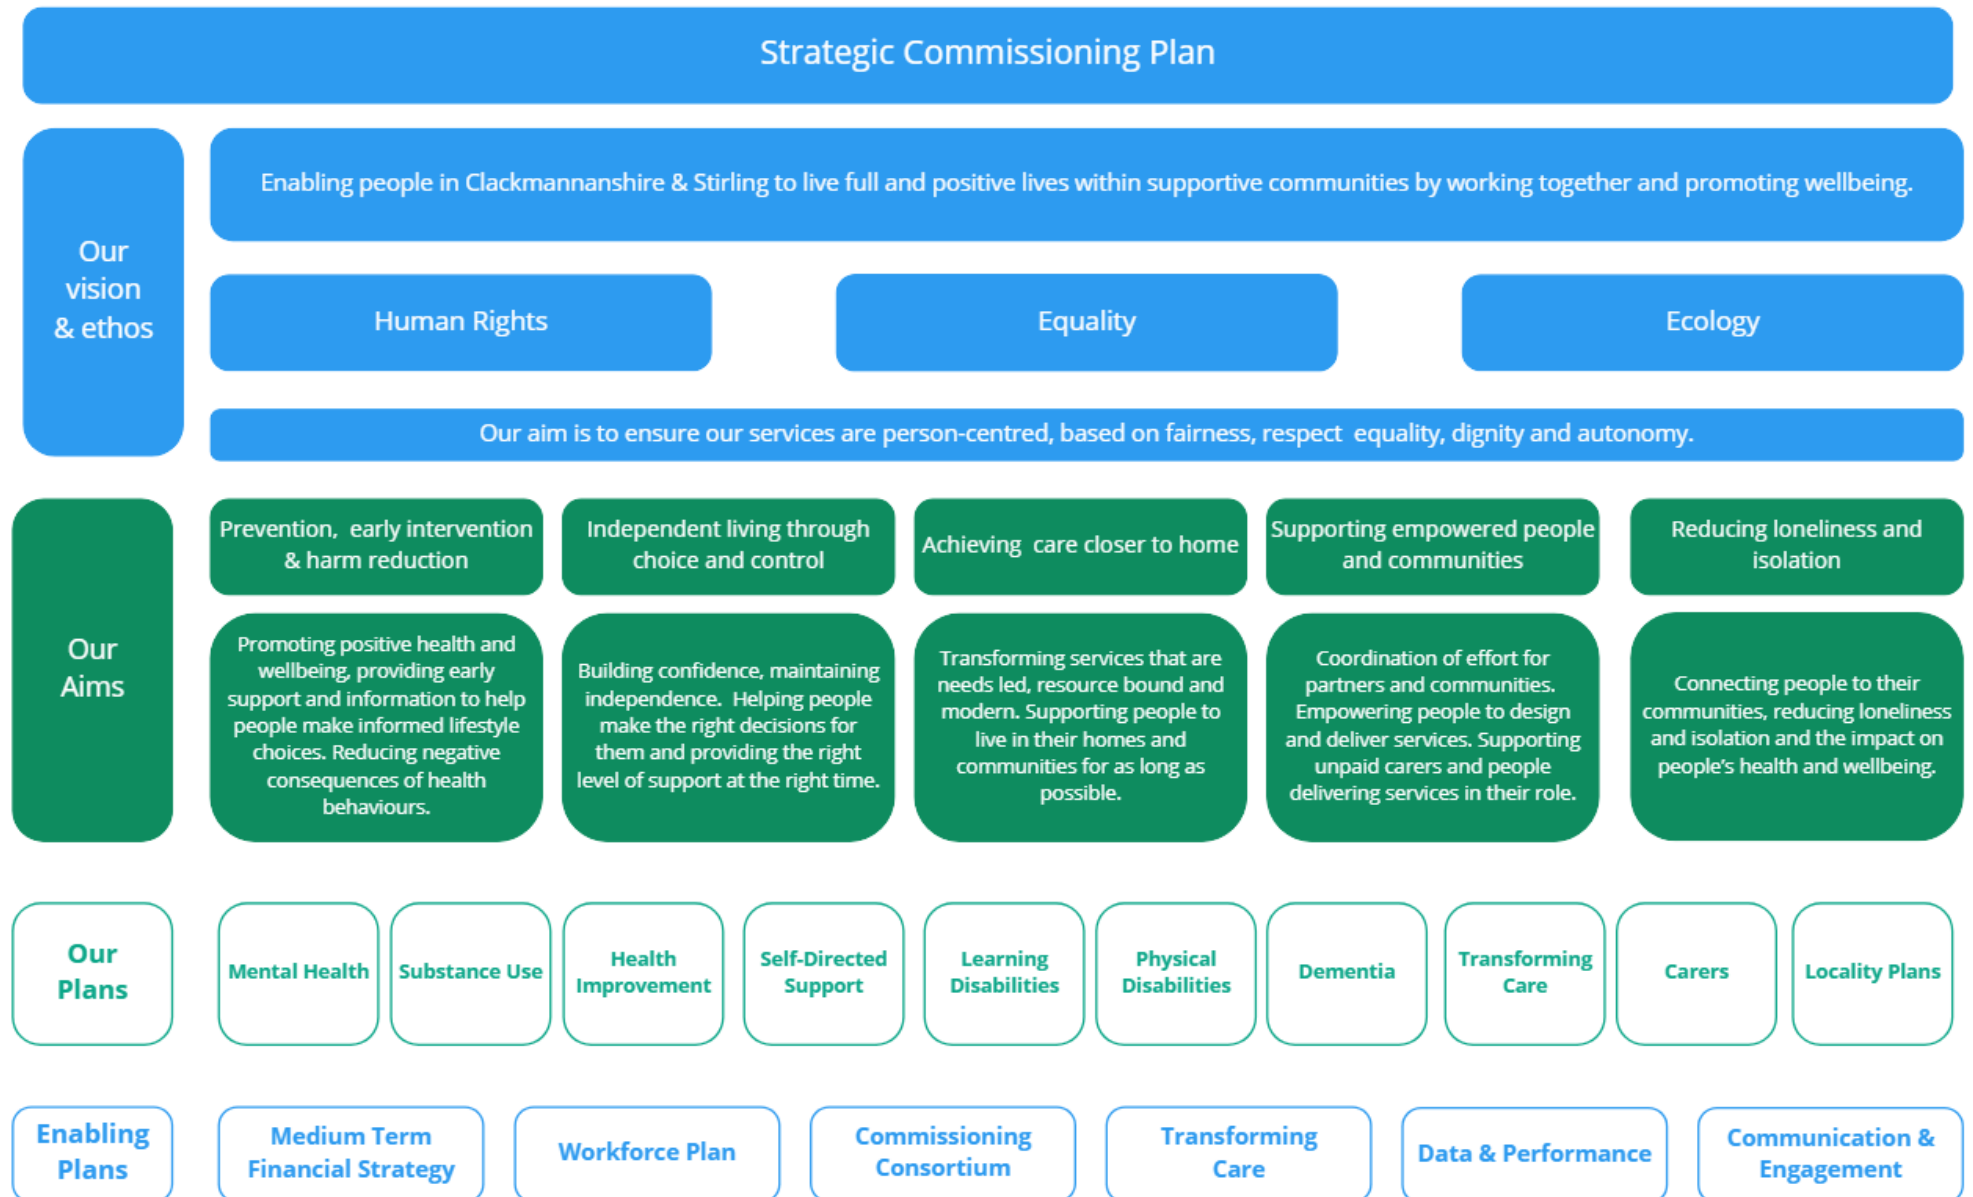 Strategic Commissioning Plan
Our
vision
& ethos
Enabling people in Clackmannanshire & Stirling to live full and positive lives within supportive communities by working together and promoting wellbeing.
Human Rights
Equality
Ecology
Our aim is to ensure our services are person-centred, based on fairness, respect  equality, dignity and autonomy.
Our
Aims
Prevention,  early intervention
& harm reduction
Independent living through
choice and control
Achieving  care closer to home
Supporting empowered people
and communities
Reducing loneliness and
isolation
Promoting positive health and
wellbeing, providing early
support and information to help
people make informed lifestyle
choices. Reducing negative
consequences of health
behaviours.
Building confidence, maintaining
independence.  Helping people
make the right decisions for
them and providing the right
level of support at the right time.
Transforming services that are
needs led, resource bound and
modern. Supporting people to
live in their homes and
communities for as long as
possible.
Coordination of effort for
partners and communities.
Empowering people to design
and deliver services. Supporting
unpaid carers and people
delivering services in their role.
Connecting people to their
communities, reducing loneliness
and isolation and the impact on
people's health and wellbeing.
Our
Plans
Mental Health
Substance Use
Health
Improvement
Self-Directed
Support
Learning
Disabilities
Physical
Disabilities
Dementia
Transforming
Care
Carers
Locality Plans
Enabling
Plans
Medium Term
Financial Strategy
Workforce Plan
Commissioning
Consortium
Transforming
Care
Data & Performance
Communication &
Engagement